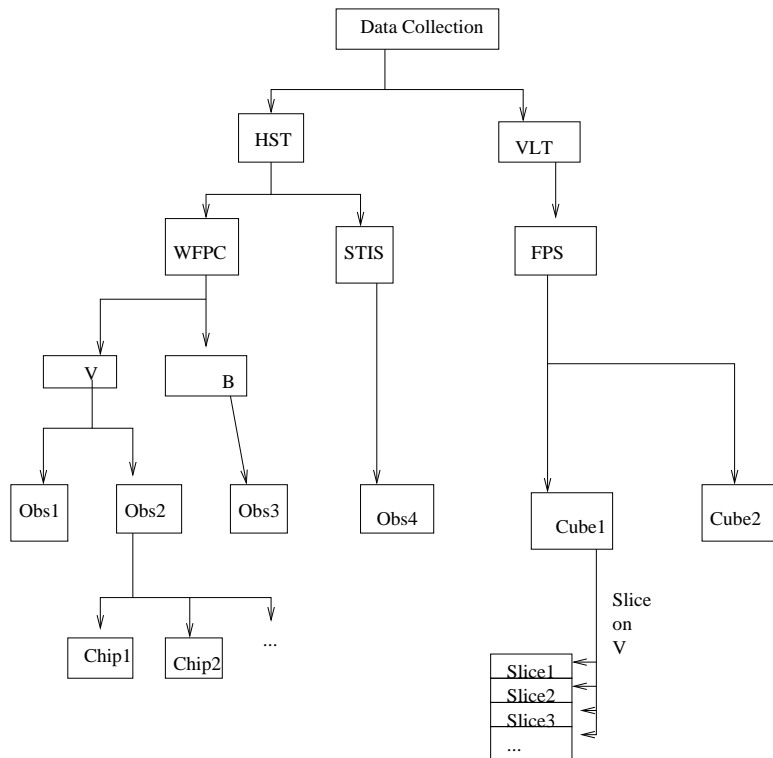 Data Collection
HST
VLT
WFPC
STIS
FPS
V
B
Obs1
Obs2
Obs3
Obs4
Cube1
Cube2
Slice
on
V
Chip1
Chip2
...
Slice1
Slice2
Slice3
...